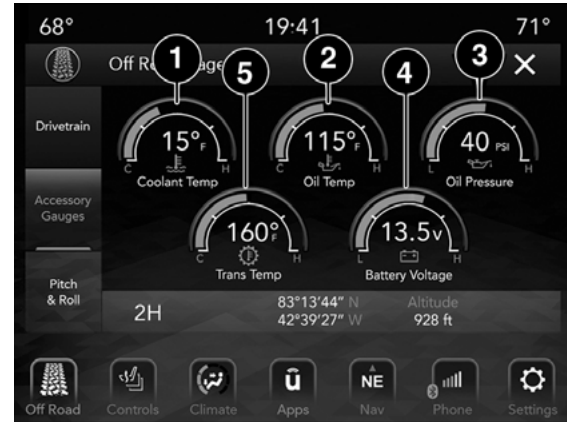 68°
19:41
71°
Off R ages
1
2
3
4
5
Drivetrain
15°F
C H
Coolant Temp
115°F
C H
Oil Temp
40 PSI
L H
Oil Pressure
Accessory
Gauges
160°F
C H
Trans Temp
13.5v
L H
Battery Voltage
Pitch
& Roll
2H
83°13'44" N
42°39'27" W
Altitude
928 ft
û
NE
Off Road
Controls
Climate
Apps
Nav
Phone
Settings